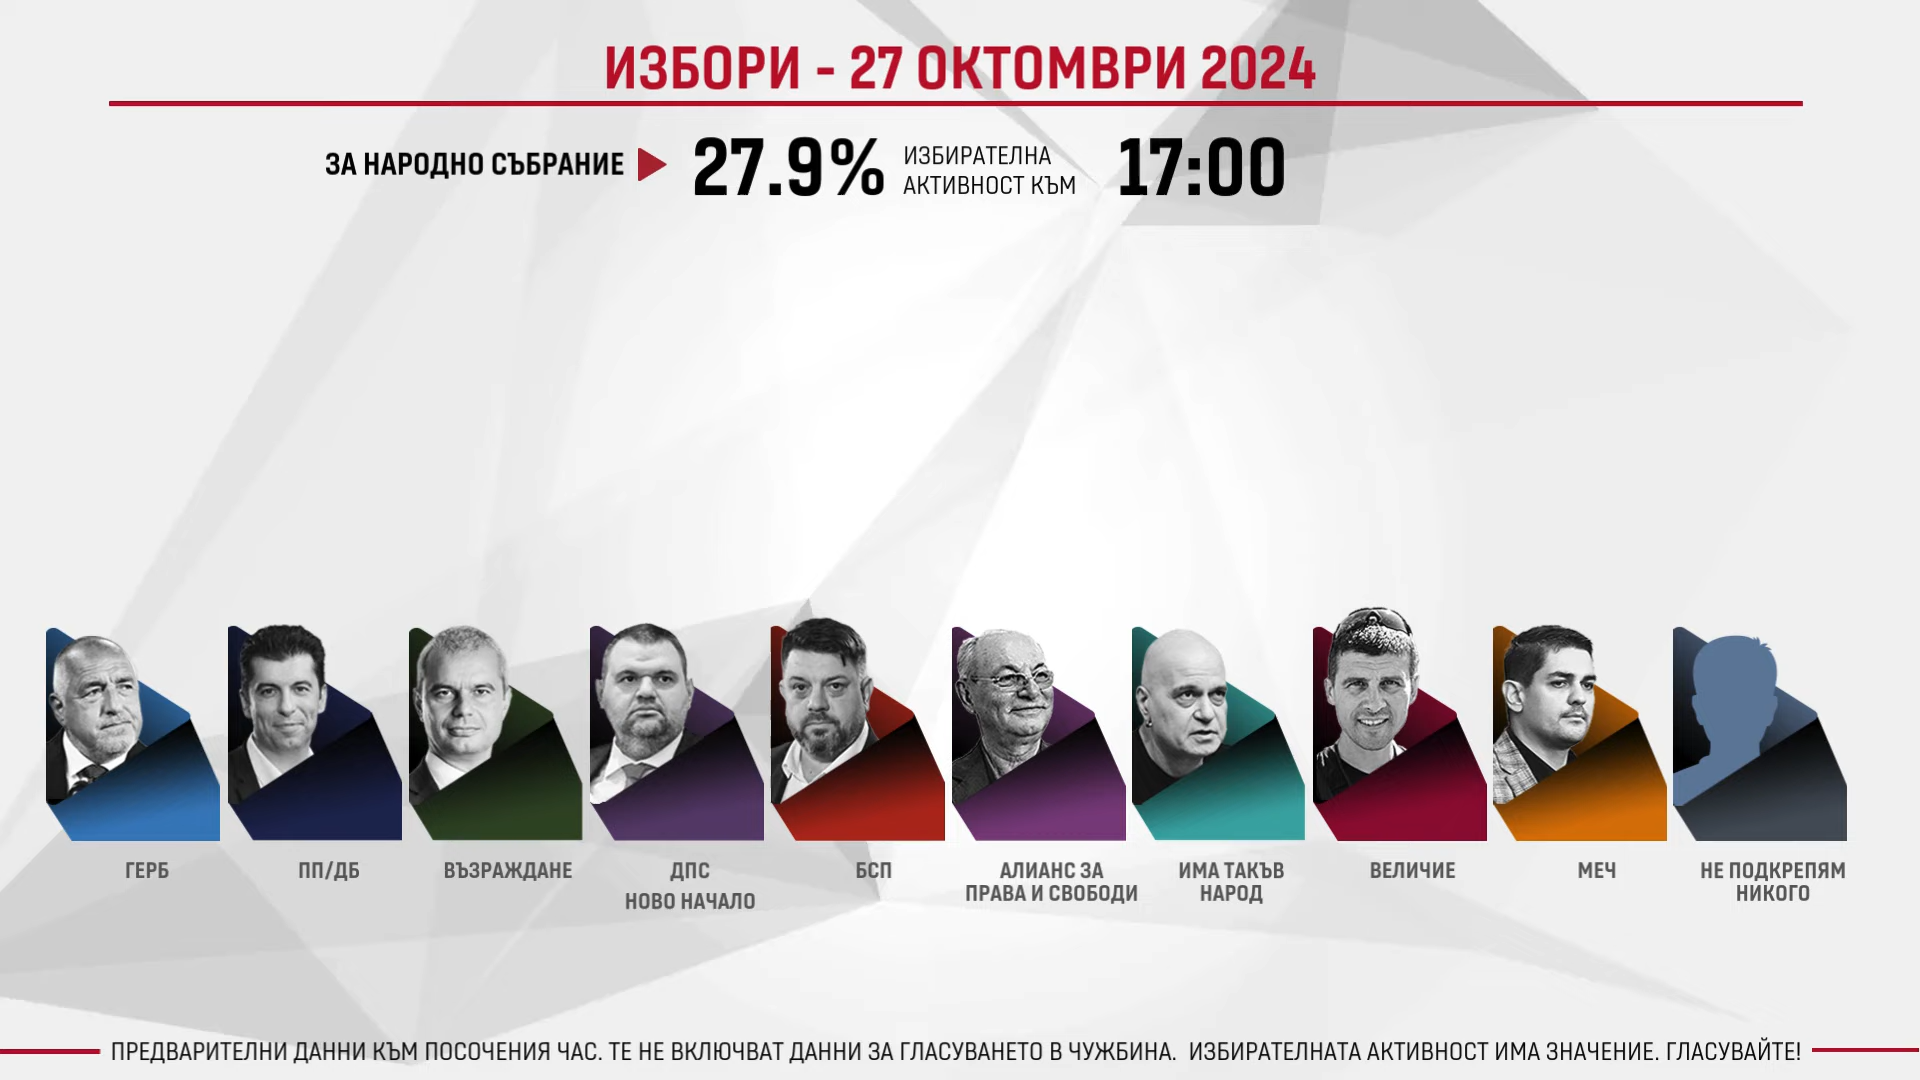 ИЗБОРИ - 27 ОКТОМВРИ 2024
ЗА НАРОДНО СЪБРАНИЕ
27.9%
ИЗБИРАТЕЛНА
АКТИВНОСТ КЪМ
17:00
ГЕРБ
ПП/ДБ
ВЪЗРАЖДАНЕ
ДПС
НОВО НАЧАЛО
БСП
АЛИАНС ЗА
ПРАВА И СВОБОДИ
ИМА ТАКЪВ
НАРОД
ВЕЛИЧИЕ
МЕЧ
НЕ ПОДКРЕПЯМ
НИКОГО
ПРЕДВАРИТЕЛНИ ДАННИ КЪМ ПОСОЧЕНИЯ ЧАС. ТЕ НЕ ВКЛЮЧВАТ ДАННИ ЗА ГЛАСУВАНЕТО В ЧУЖБИНА. ИЗБИРАТЕЛНАТА АКТИВНОСТ ИМА ЗНАЧЕНИЕ. ГЛАСУВАЙТЕ!